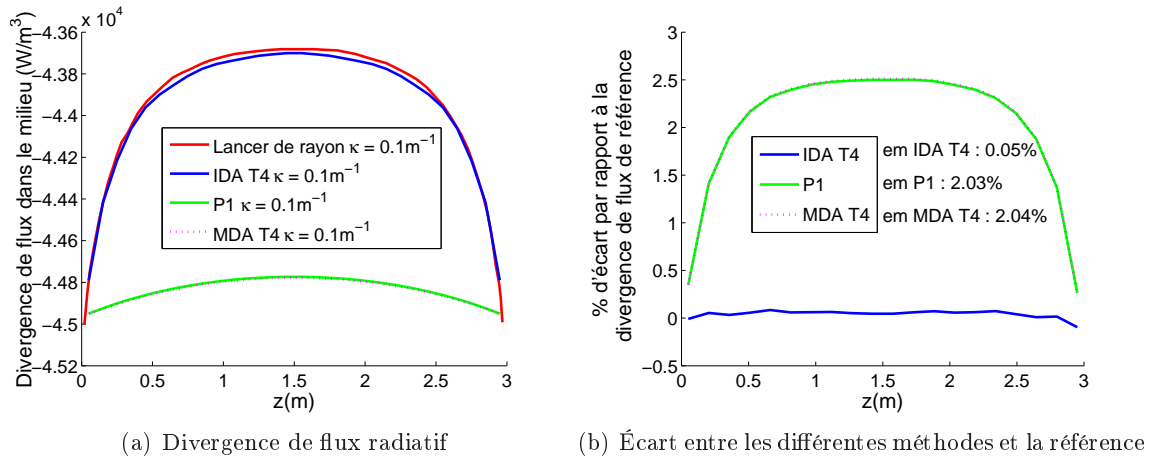 x 10⁴
−4.36
−4.38
−4.4
−4.42
−4.44
−4.46
−4.48
−4.5
−4.52
Divergence de flux dans le milieu (W/m³)
Lancer de rayon κ = 0.1m⁻¹
IDA T4 κ = 0.1m⁻¹
P1 κ = 0.1m⁻¹
MDA T4 κ = 0.1m⁻¹
0 0.5 1 1.5 2 2.5 3
z(m)
(a) Divergence de flux radiatif
3
2.5
2
1.5
1
0.5
0
−0.5
% d'écart par rapport à la
divergence de flux de référence
IDA T4
P1
MDA T4
em IDA T4 : 0.05%
em P1 : 2.03%
em MDA T4 : 2.04%
0 0.5 1 1.5 2 2.5 3
z(m)
(b) Écart entre les différentes méthodes et la référence